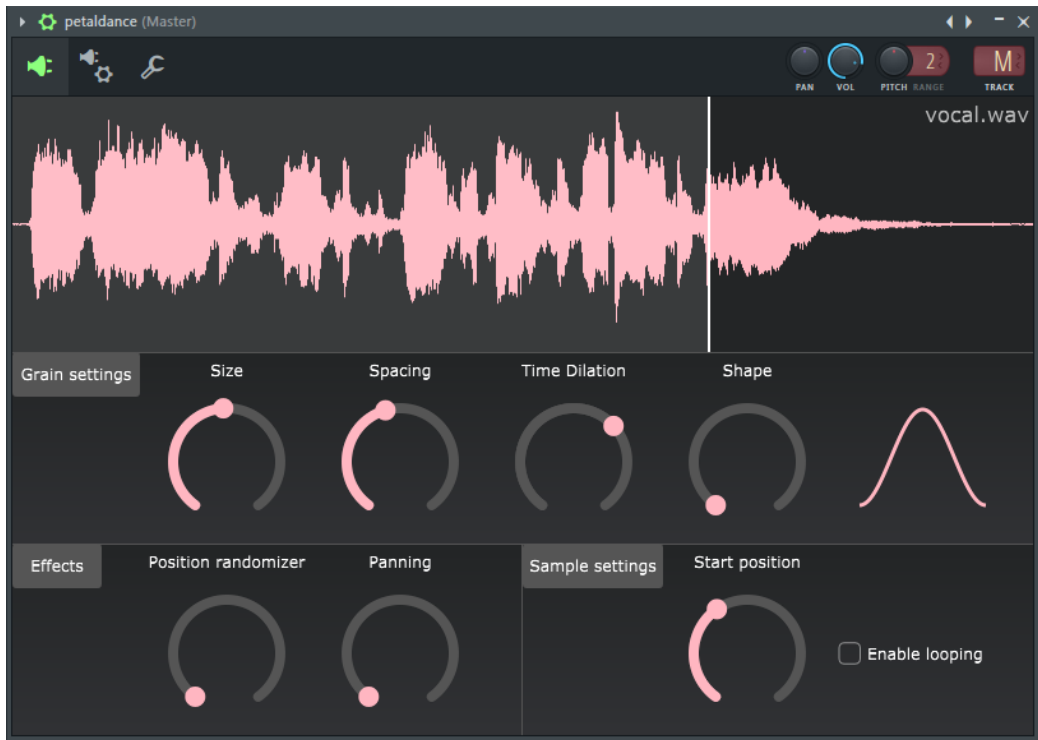 petaldance (Master)
PAN VOL PITCH RANGE 2 M TRACK
vocal.wav
Grain settings
Size Spacing Time Dilation Shape
Effects
Position randomizer Panning
Sample settings
Start position
Enable looping